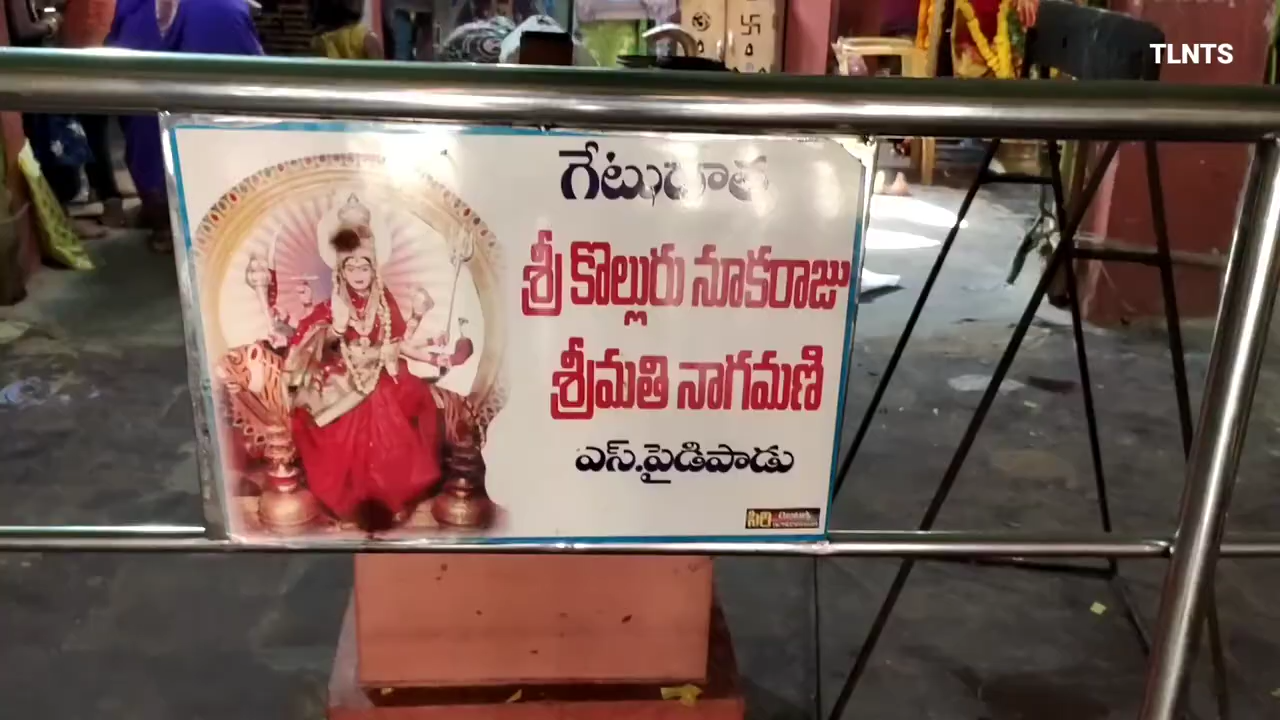 TLNTS
గేటుదాత
శ్రీ కొల్లురు నూకరాజు
శ్రీమతి నాగమణి
ఎస్.పైడిపాడు
సిరి